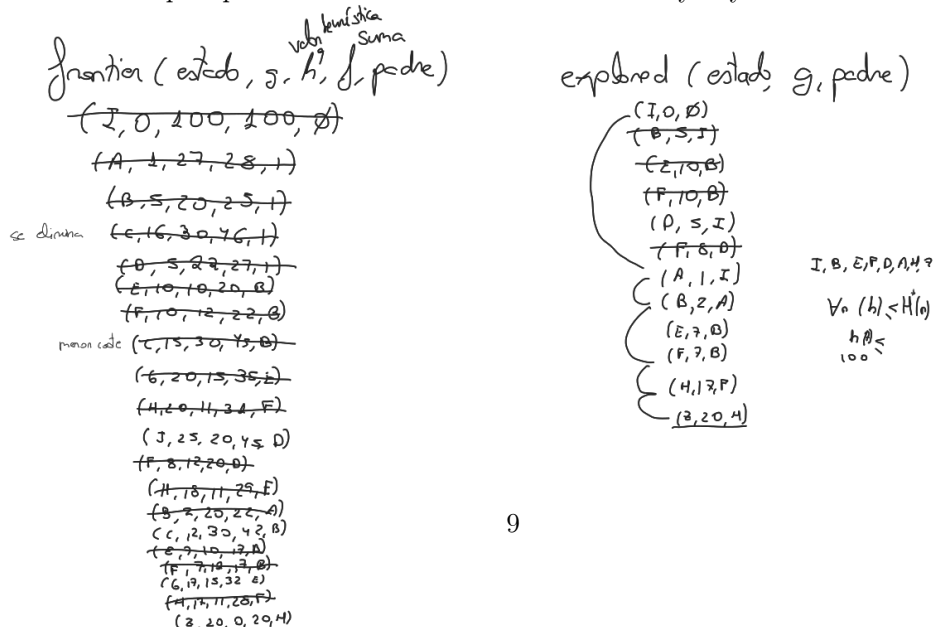 valor heurística
Suma
frontier (estado, g, h, f, padre)
(I, 0, 100, 100, Ø)
(A, 1, 27, 28, I)
(B, 5, 20, 25, I)
se elimina (C, 16, 30, 46, I)
(D, 5, 22, 27, I)
(E, 10, 10, 20, B)
(F, 10, 12, 22, B)
menor coste (C, 15, 30, 45, B)
(G, 20, 15, 35, E)
(H, 20, 11, 31, F)
(J, 25, 20, 45 D)
(F, 8, 12, 20, D)
(H, 18, 11, 29, F)
(B, 2, 20, 22, A)
(C, 12, 30, 42, B)
(E, 7, 10, 17, B)
(F, 7, 12, 17, B)
(G, 17, 15, 32 E)
(H, 17, 11, 28, F)
(Z, 20, 0, 20, H)
explored (estado, g, padre)
(I, 0, Ø)
(B, 5, I)
(E, 10, B)
(F, 10, B)
(D, 5, I)
(F, 8, D)
(A, 1, I)
(B, 2, A)
(E, 7, B)
(F, 7, B)
(H, 17, F)
(Z, 20, H)
I, B, E, F, D, A, H, Z
∀n (h) ≤ H*(n)
100
9